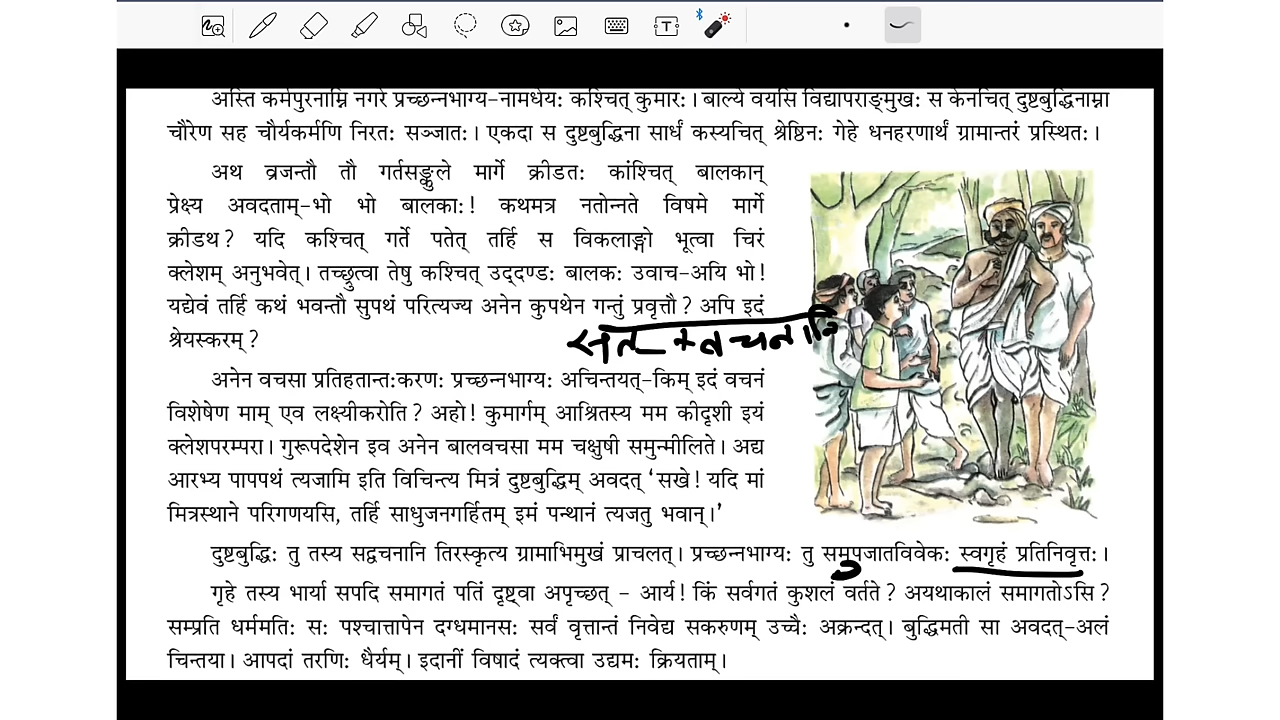 अस्ति कर्मपुरनाम्नि नगरे प्रच्छन्नभाग्य-नामधेयः कश्चित् कुमारः। बाल्ये वयसि विद्यापराङ्मुखः स केनचित् दुष्टबुद्धिनाम्ना
चौरेण सह चौर्यकर्मणि निरतः सञ्जातः। एकदा स दुष्टबुद्धिना सार्धं कस्यचित् श्रेष्ठिनः गेहे धनहरणार्थं ग्रामान्तरं प्रस्थितः।
अथ व्रजन्तौ तौ गर्तसङ्कुले मार्गे क्रीडतः कांश्चित् बालकान्
प्रेक्ष्य अवदताम्-भो भो बालकाः! कथमत्र नतोन्नते विषमे मार्गे
क्रीडथ? यदि कश्चित् गर्ते पतेत् तर्हि स विकलाङ्गो भूत्वा चिरं
क्लेशम् अनुभवेत्। तच्छ्रुत्वा तेषु कश्चित् उद्दण्डः बालकः उवाच-अयि भो!
यद्येवं तर्हि कथं भवन्तौ सुपथं परित्यज्य अनेन कुपथेन गन्तुं प्रवृत्तौ? अपि इदं
श्रेयस्करम्?
सत् + वचनानि
अनेन वचसा प्रतिहतान्तःकरणः प्रच्छन्नभाग्यः अचिन्तयत्-किम् इदं वचनं
विशेषेण माम् एव लक्ष्यीकरोति? अहो! कुमार्गम् आश्रितस्य मम कीदृशी इयं
क्लेशपरम्परा। गुरूपदेशेन इव अनेन बालवचसा मम चक्षुषी समुन्मीलिते। अद्य
आरभ्य पापपथं त्यजामि इति विचिन्त्य मित्रं दुष्टबुद्धिम् अवदत् ‘सखे! यदि मां
मित्रस्थाने परिगणयसि, तर्हि साधुजनगर्हितम् इमं पन्थानं त्यजतु भवान्।’
दुष्टबुद्धिः तु तस्य सद्वचनानि तिरस्कृत्य ग्रामाभिमुखं प्राचलत्। प्रच्छन्नभाग्यः तु समुपजातविवेकः स्वगृहं प्रतिनिवृत्तः।
गृहे तस्य भार्या सपदि समागतं पतिं दृष्ट्वा अपृच्छत् - आर्य! किं सर्वगतं कुशलं वर्तते? अयथाकालं समागतोऽसि?
सम्प्रति धर्ममतिः सः पश्चात्तापेन दग्धमानसः सर्वं वृत्तान्तं निवेद्य सकरुणम् उच्चैः अक्रन्दत्। बुद्धिमती सा अवदत्-अलं
चिन्तया। आपदां तरणिः धैर्यम्। इदानीं विषादं त्यक्त्वा उद्यमः क्रियताम्।